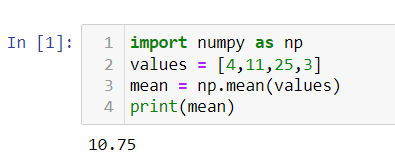 In [1]:
1 import numpy as np
2 values = [4,11,25,3]
3 mean = np.mean(values)
4 print(mean)
10.75